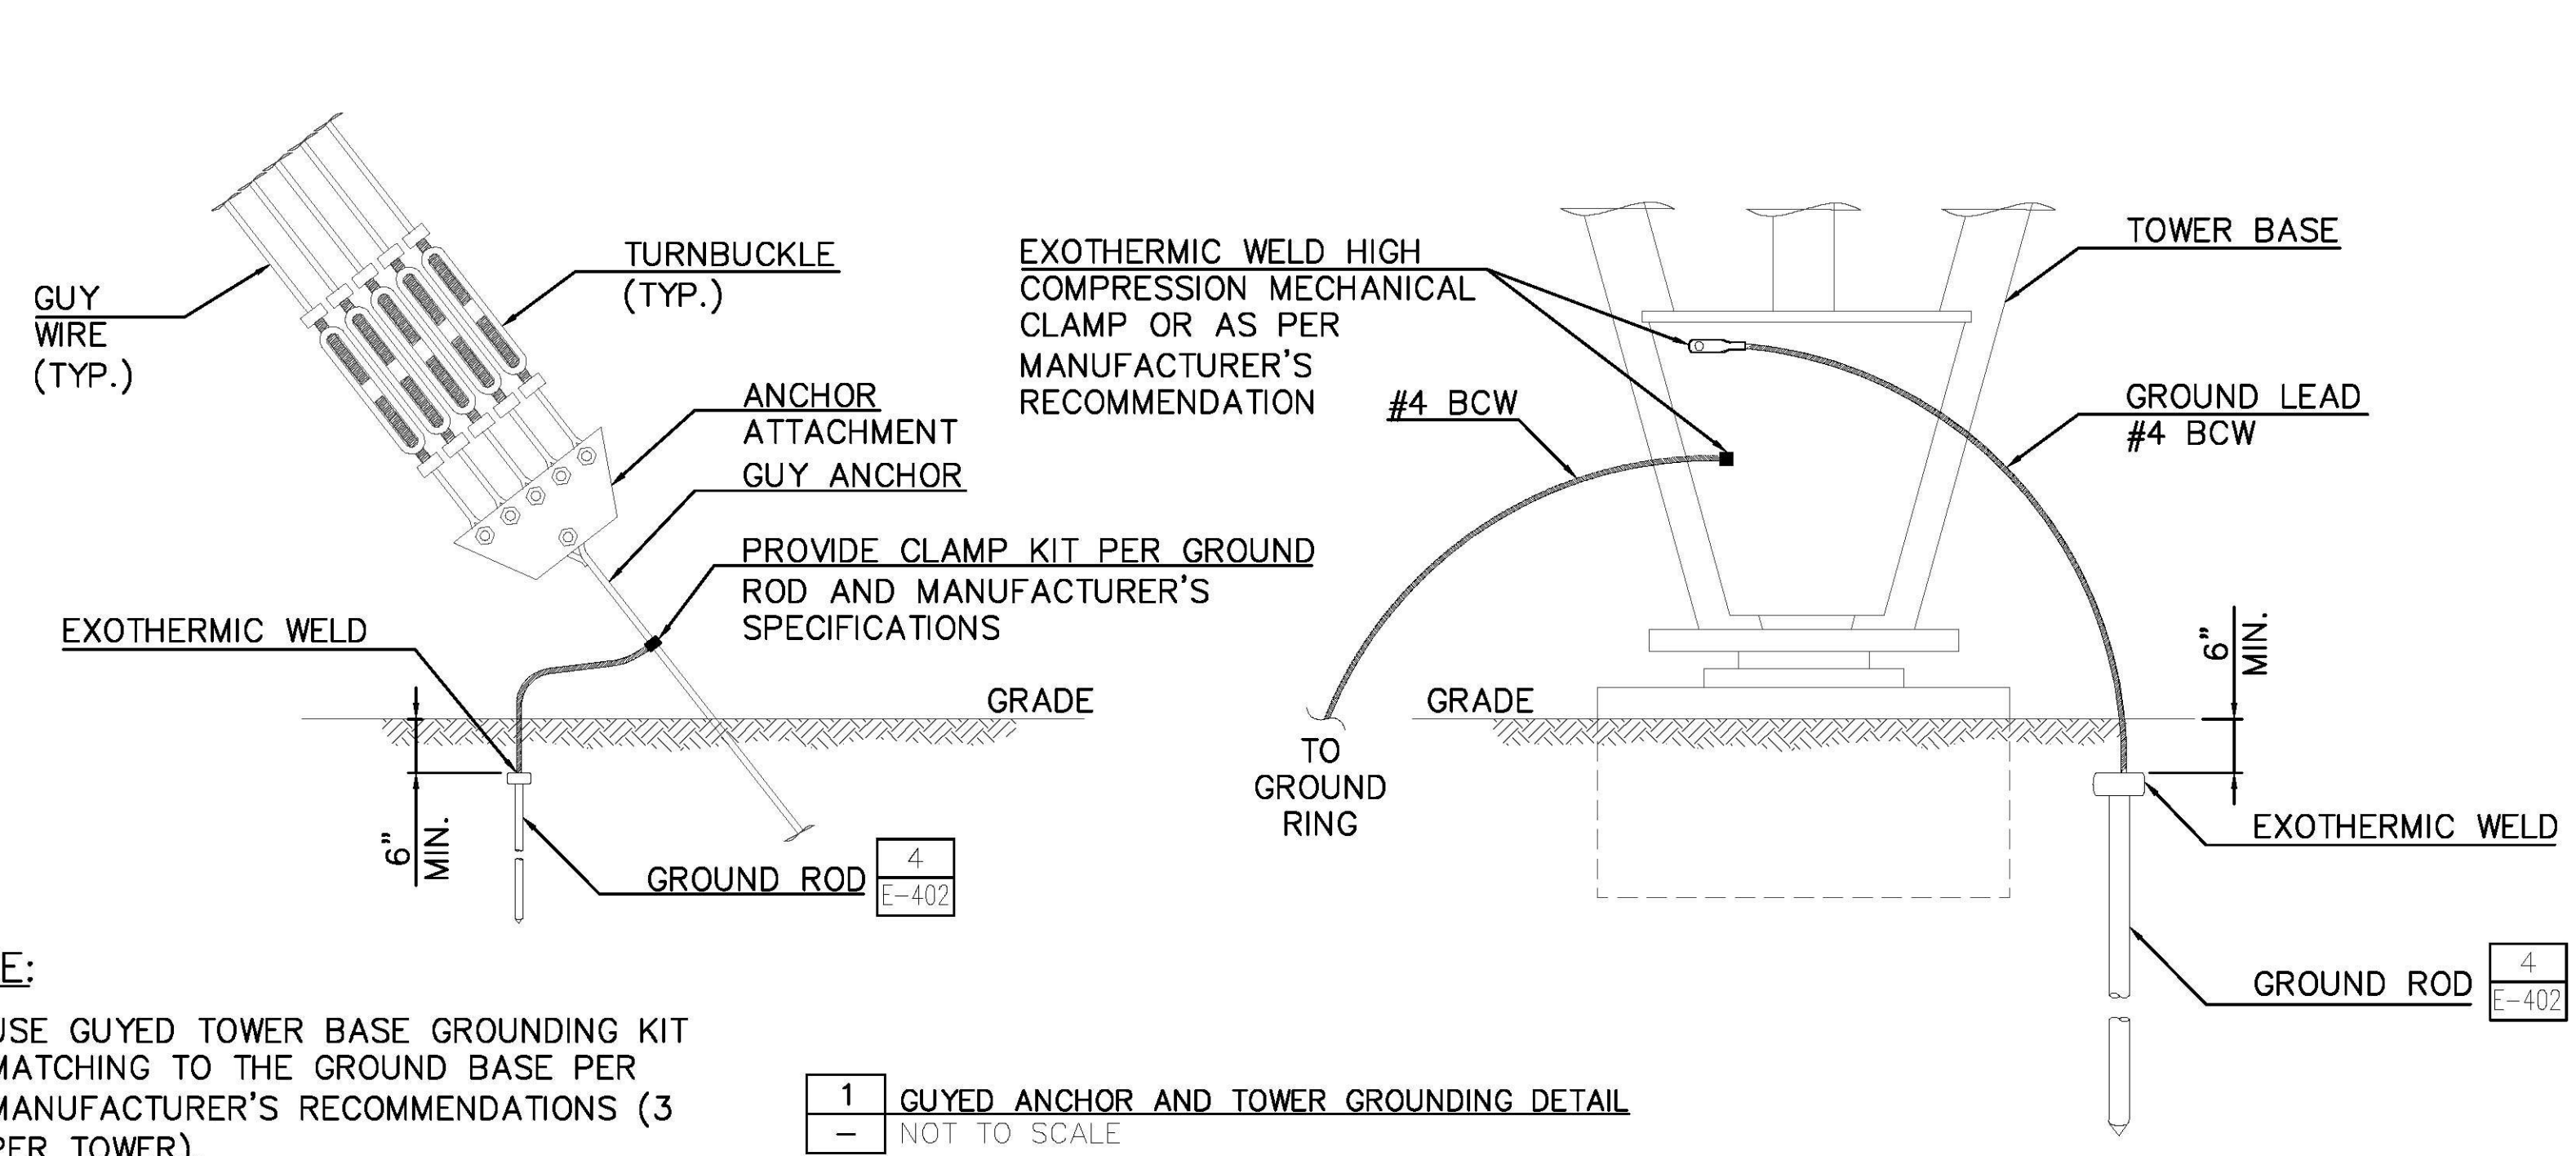 GUY
WIRE
(TYP.)
TURNBUCKLE
(TYP.)
ANCHOR
ATTACHMENT
GUY ANCHOR
PROVIDE CLAMP KIT PER GROUND
ROD AND MANUFACTURER'S
SPECIFICATIONS
EXOTHERMIC WELD
GRADE
6"
MIN.
GROUND ROD
4
E-402
EXOTHERMIC WELD HIGH
COMPRESSION MECHANICAL
CLAMP OR AS PER
MANUFACTURER'S
RECOMMENDATION
#4 BCW
TOWER BASE
GROUND LEAD
#4 BCW
6"
MIN.
GRADE
TO
GROUND
RING
EXOTHERMIC WELD
GROUND ROD
4
E-402
E:
USE GUYED TOWER BASE GROUNDING KIT
MATCHING TO THE GROUND BASE PER
MANUFACTURER'S RECOMMENDATIONS (3
PER TOWER)
1
GUYED ANCHOR AND TOWER GROUNDING DETAIL
-
NOT TO SCALE